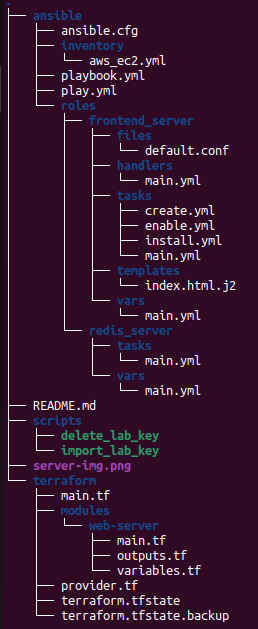 .
ansible
ansible.cfg
inventory
aws_ec2.yml
playbook.yml
play.yml
roles
frontend_server
files
default.conf
handlers
main.yml
tasks
create.yml
enable.yml
install.yml
main.yml
templates
index.html.j2
vars
main.yml
redis_server
tasks
main.yml
vars
main.yml
README.md
scripts
delete_lab_key
import_lab_key
server-img.png
terraform
main.tf
modules
web-server
main.tf
outputs.tf
variables.tf
provider.tf
terraform.tfstate
terraform.tfstate.backup